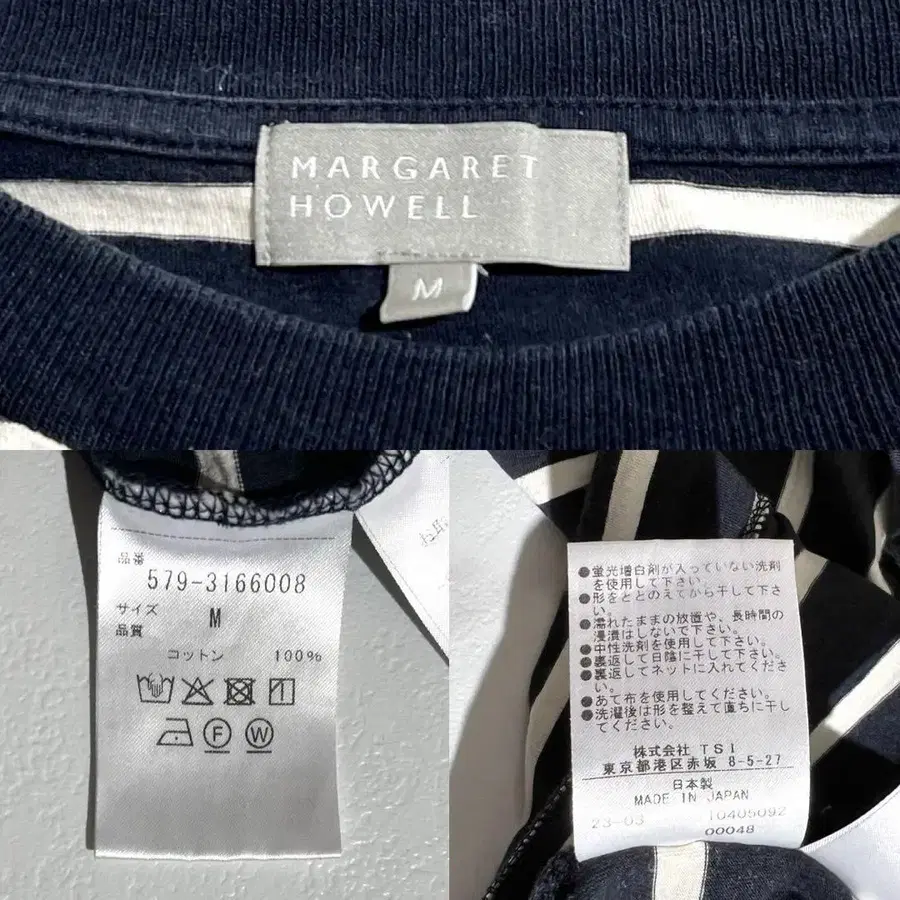 MARGARET
HOWELL
M
品番
579-3166008
サイズ
M
品質
コットン 100%
F
W
●蛍光増白剤が入っていない洗剤
を使用して下さい。
●形をととのえてから干して下さ
い。
●濡れたままの放置や、長時間の
浸漬はしないで下さい。
●中性洗剤を使用して下さい。
●裏返して日陰に干して下さい。
●裏返してネットに入れてくださ
い。
●あて布を使用してください。
●洗濯後は形を整えて直ちに干し
てください。
株式会社 TSI
東京都港区赤坂 8-5-27
日本製
MADE IN JAPAN
23-03 10405092
00048